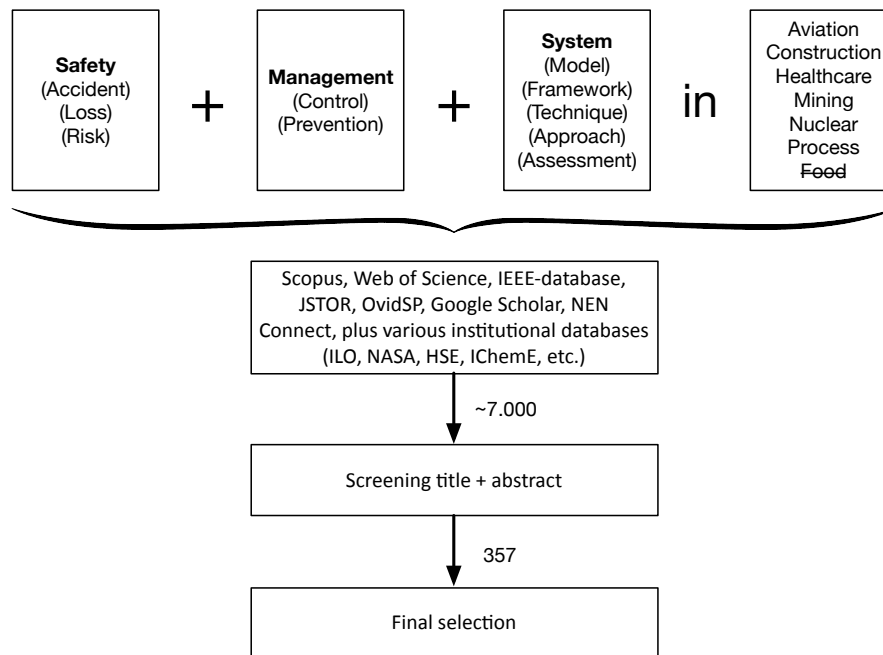 Safety
(Accident)
(Loss)
(Risk)
+
Management
(Control)
(Prevention)
+
System
(Model)
(Framework)
(Technique)
(Approach)
(Assessment)
in
Aviation
Construction
Healthcare
Mining
Nuclear
Process
Food
Scopus, Web of Science, IEEE-database,
JSTOR, OvidSP, Google Scholar, NEN
Connect, plus various institutional databases
(ILO, NASA, HSE, IChemE, etc.)
~7.000
Screening title + abstract
357
Final selection